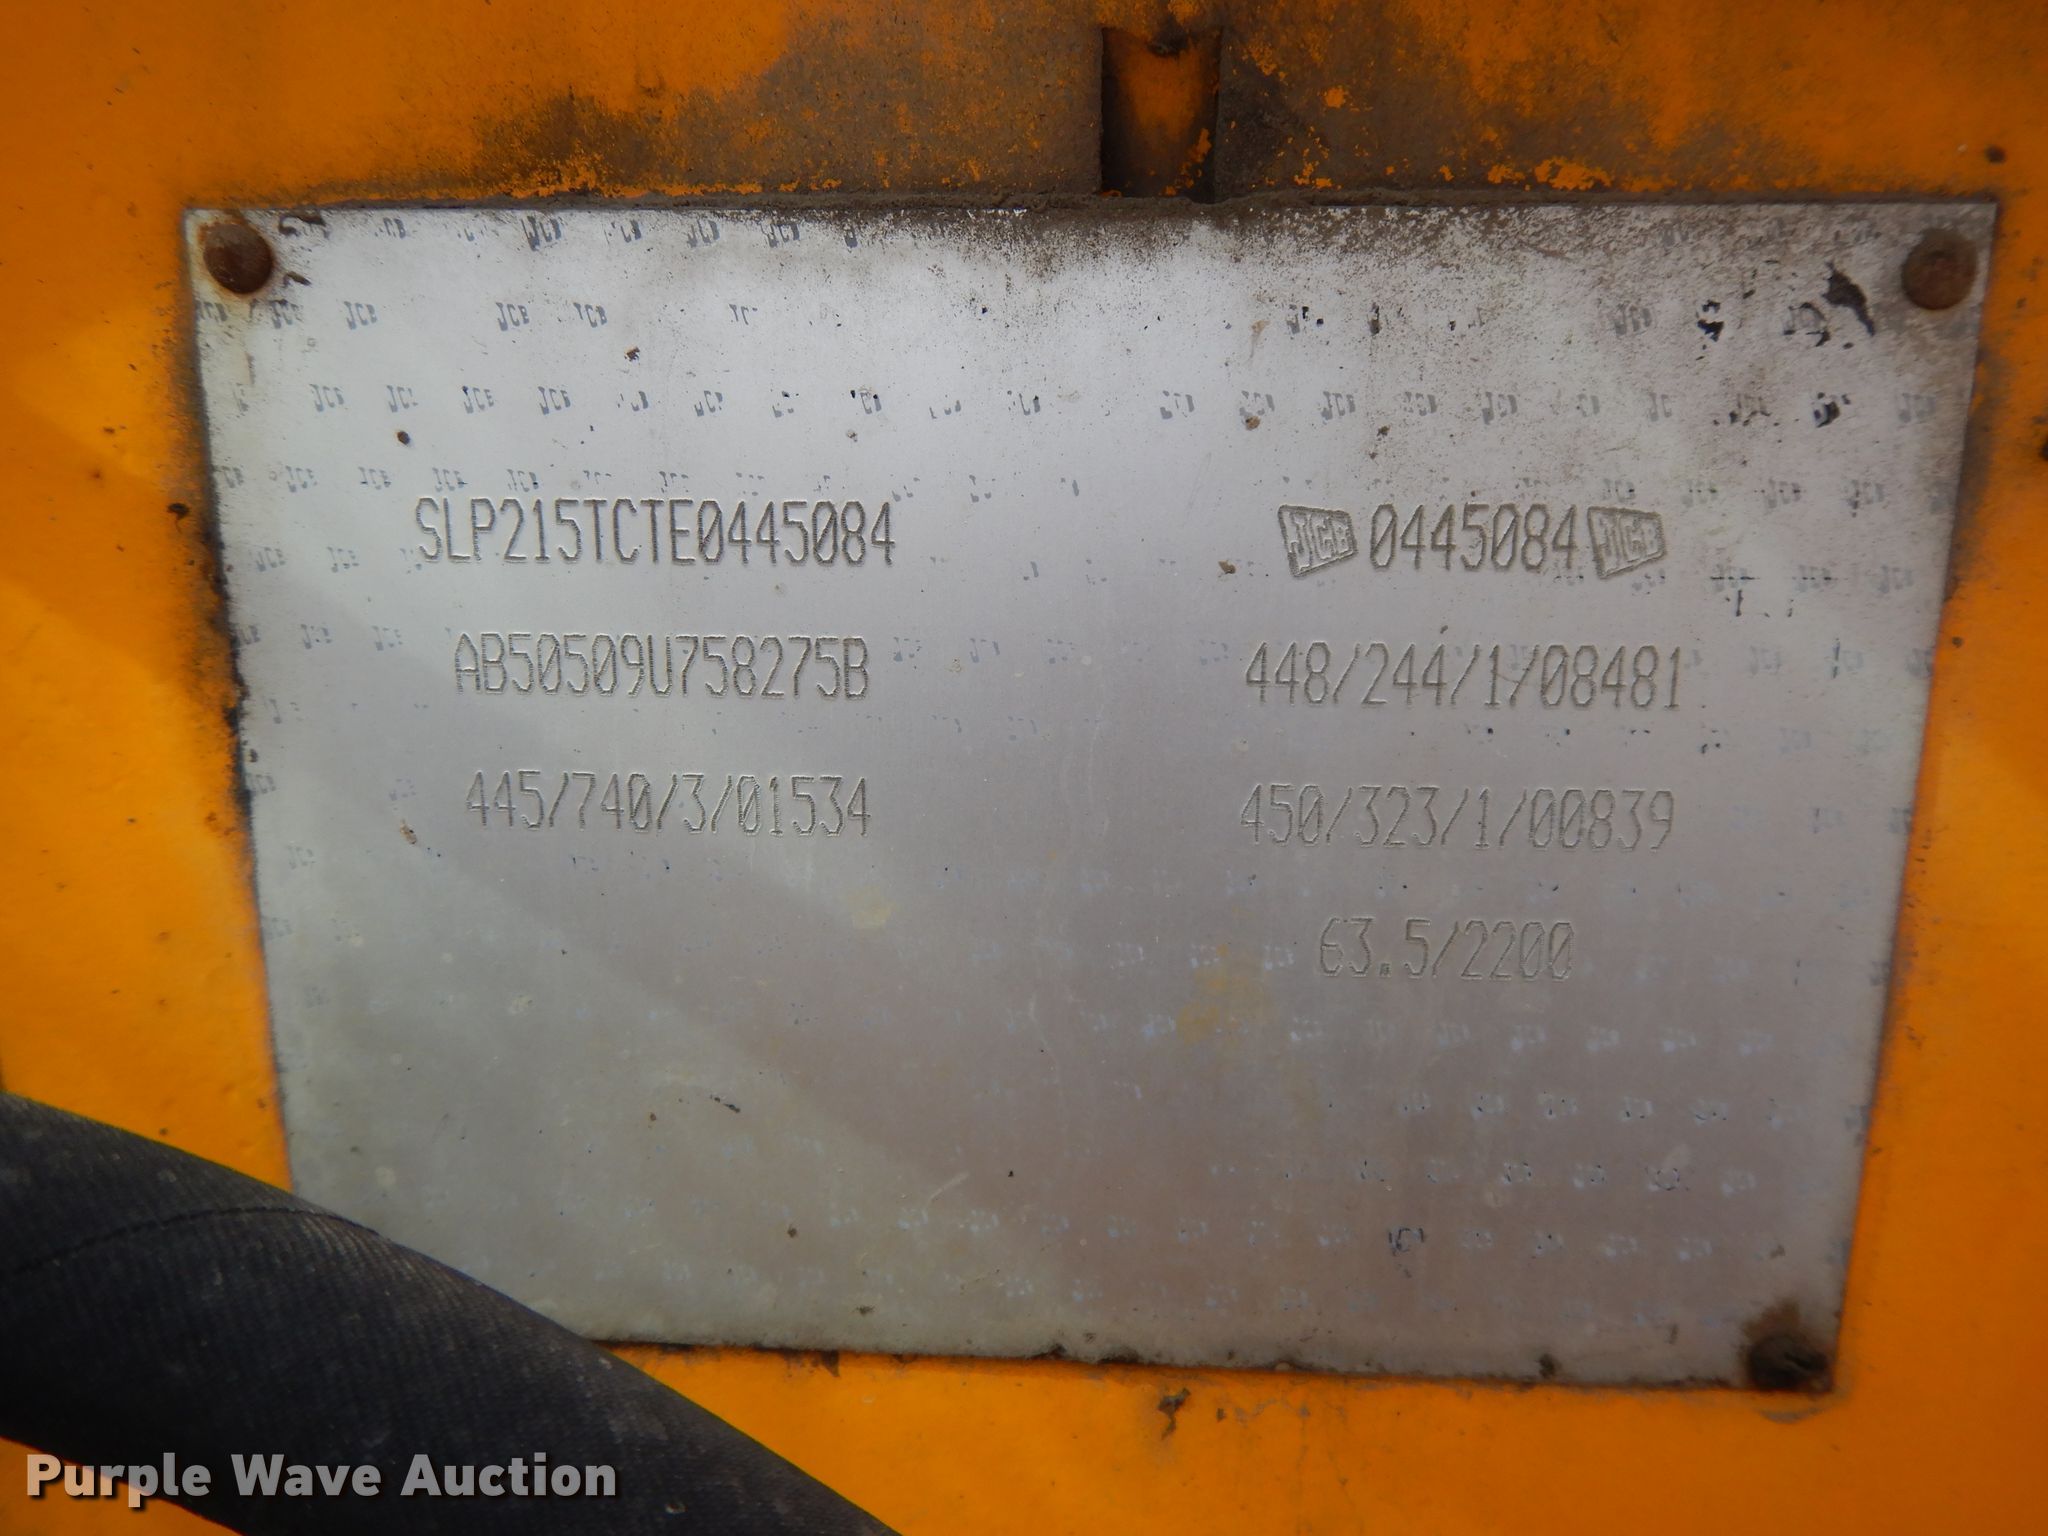 SLP215TCTE0445084 JCB 0445084 JCB
AB50509U758275B 448/244/1/08481
445/740/3/01534 450/323/1/00839
63.5/2200
Purple Wave Auction